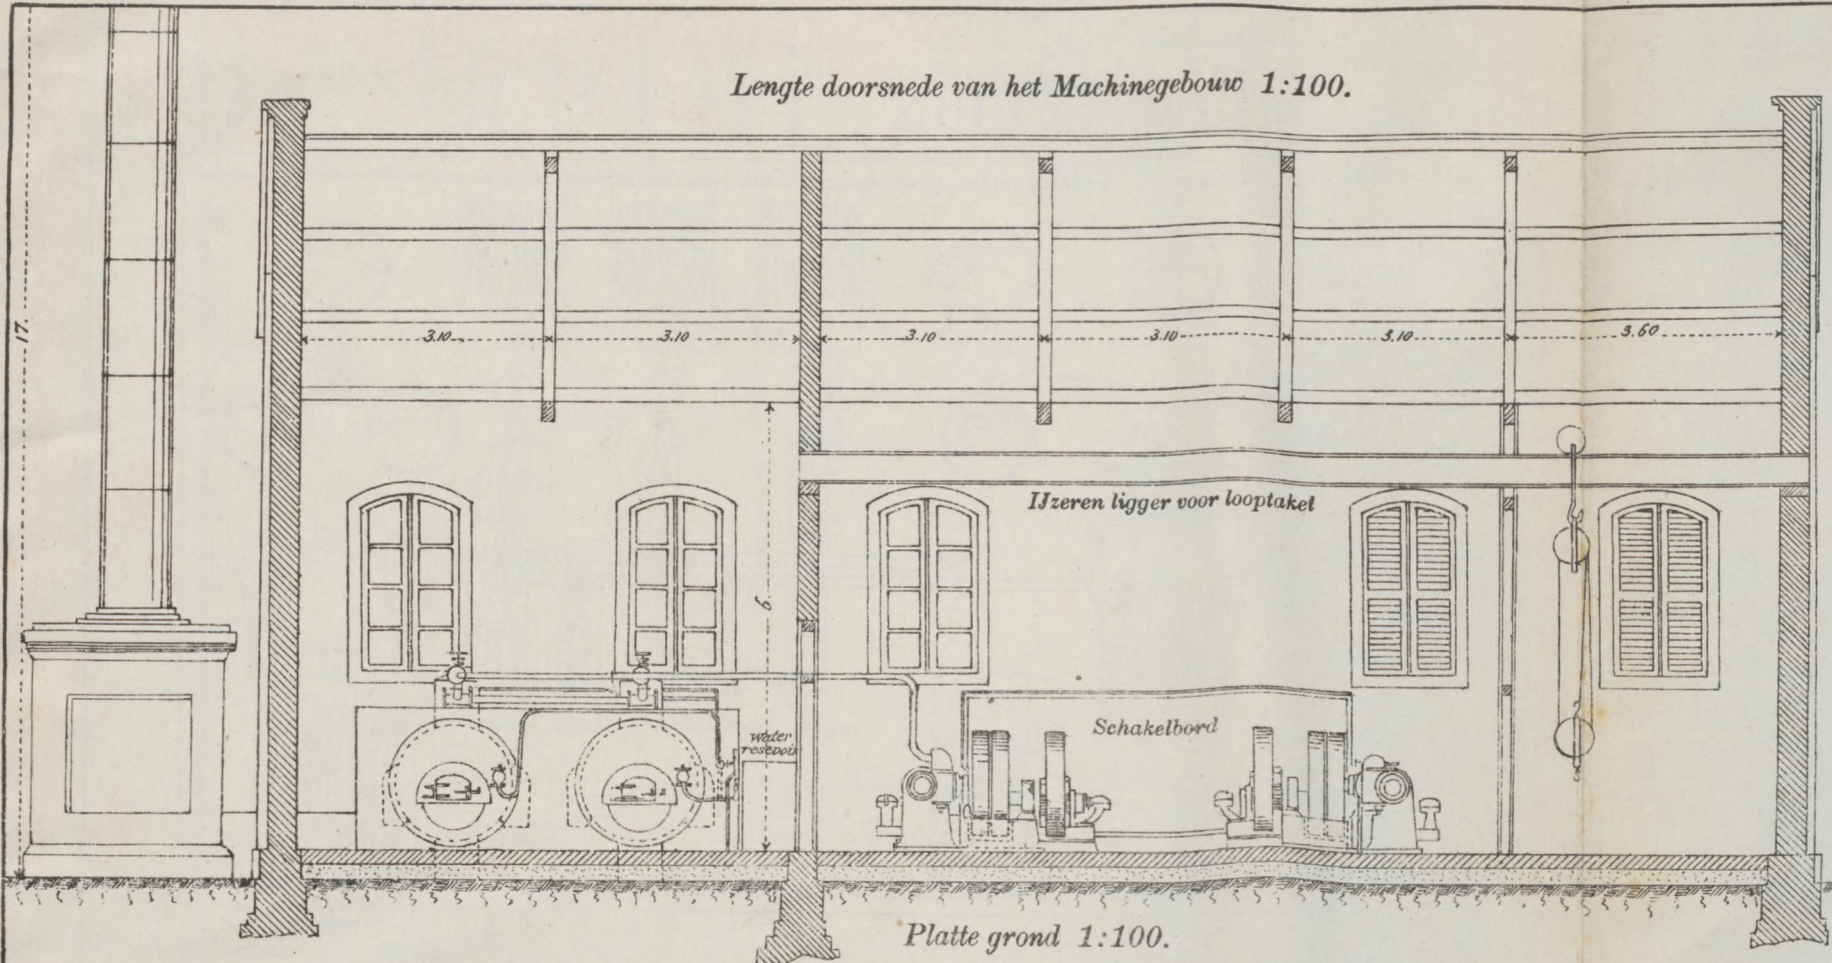 Lengte doorsnede van het Machinegebouw 1:100.
17.
3.10
3.10
3.10
3.10
3.10
3.60
IJzeren ligger voor looptakel
6.
Schakelbord
water
resevoir
Platte grond 1:100.